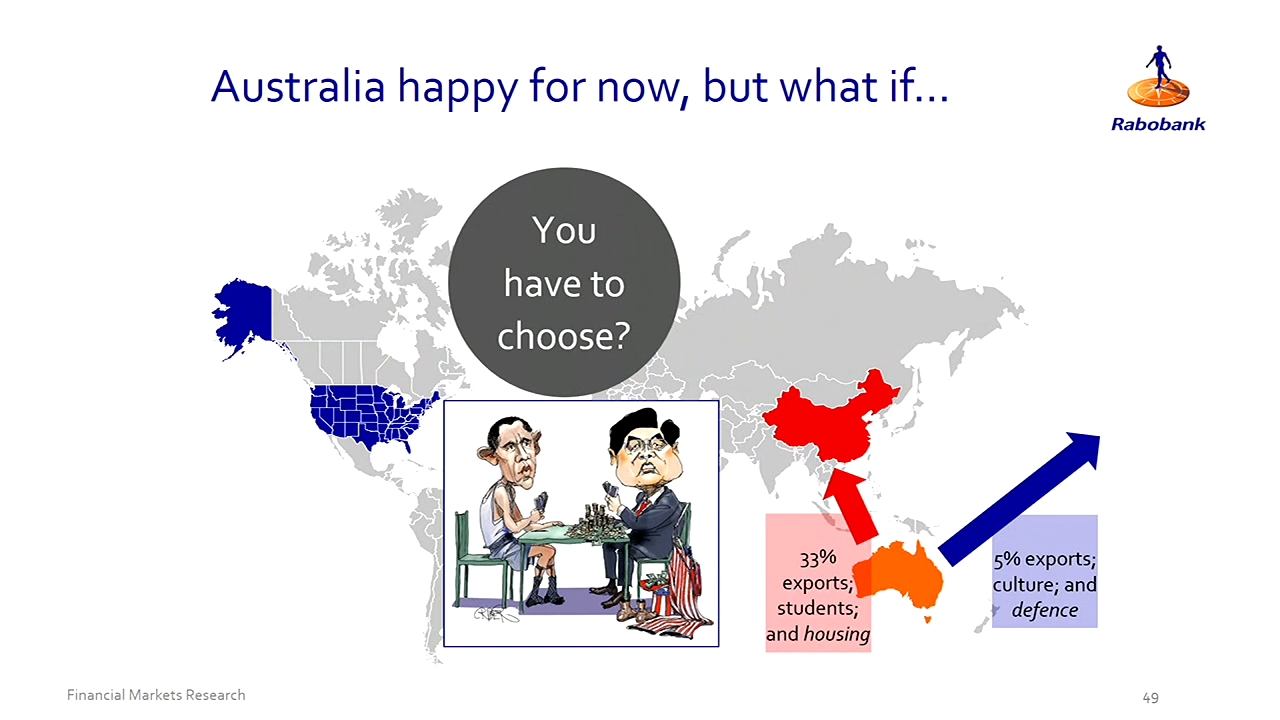 Australia happy for now, but what if...
Rabobank
You
have to
choose?
33%
exports;
students;
and housing
5% exports;
culture; and
defence
Financial Markets Research
49